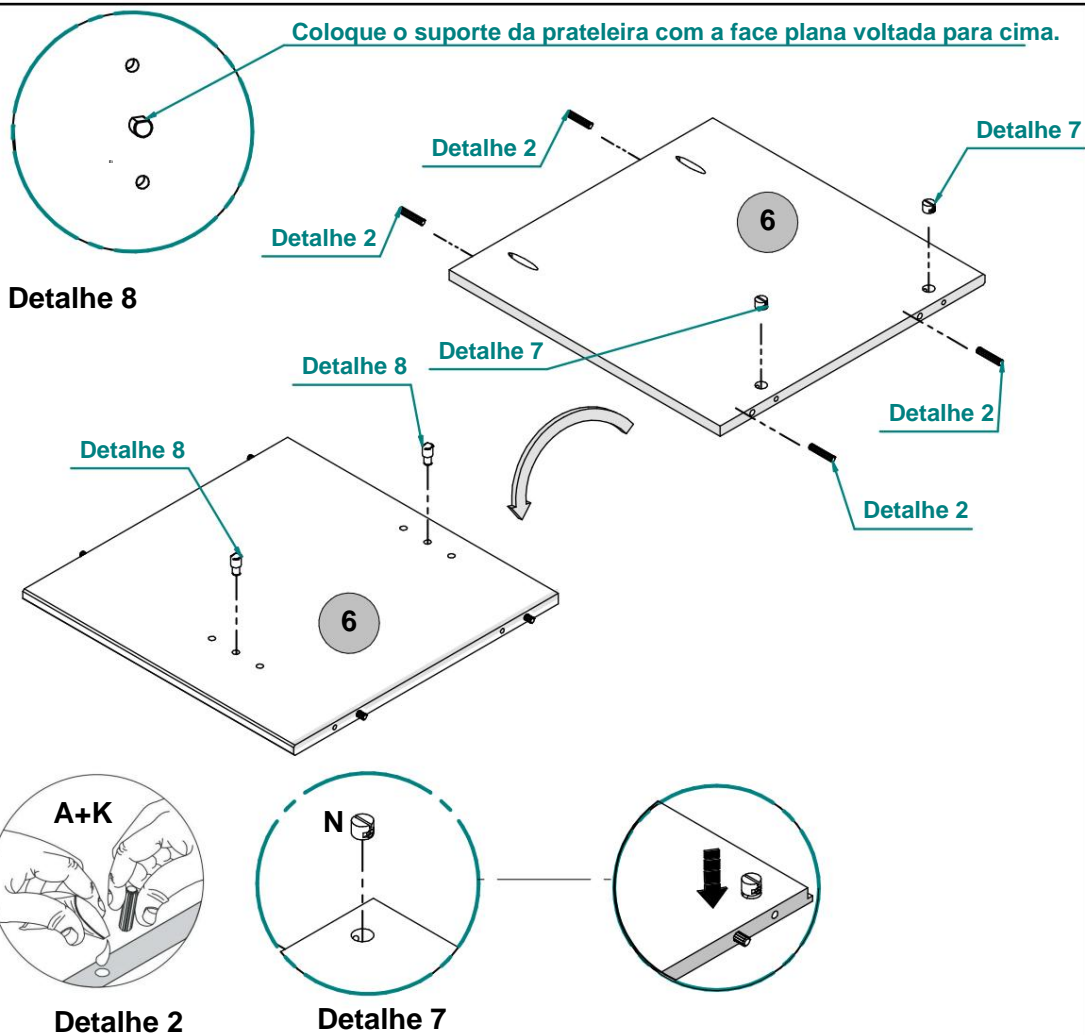 Coloque o suporte da prateleira com a face plana voltada para cima.
Detalhe 8
Detalhe 2
Detalhe 2
Detalhe 7
6
Detalhe 7
Detalhe 2
Detalhe 2
Detalhe 8
Detalhe 8
6
A+K
Detalhe 2
N
Detalhe 7